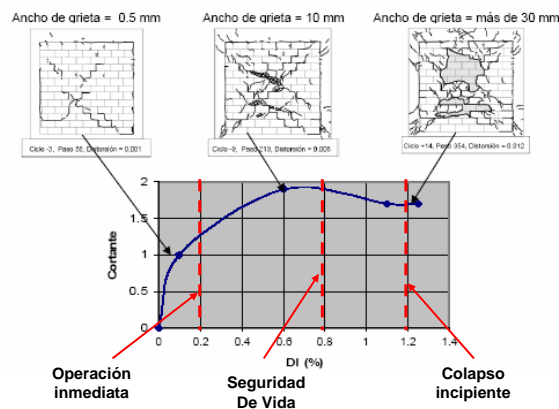 Ancho de grieta = 0.5 mm
Ancho de grieta = 10 mm
Ancho de grieta = más de 30 mm
Ciclo -3, Paso 56, Distorsión = 0.001
Ciclo -9, Paso 219, Distorsión = 0.006
Ciclo +14, Paso 354, Distorsión = 0.012
2
1.5
1
0.5
0
Cortante
0 0.2 0.4 0.6 0.8 1 1.2 1.4
DI (%)
Operación
inmediata
Seguridad
De Vida
Colapso
incipiente